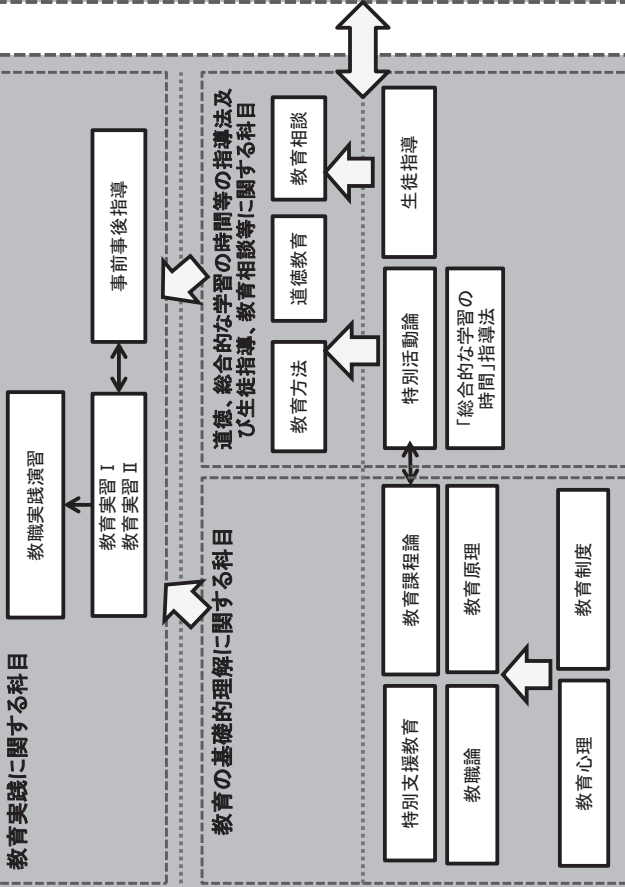 教育実践に関する科目
教職実践演習
教育実習Ⅰ
教育実習Ⅱ
事前事後指導
教育の基礎的理解に関する科目
特別支援教育
教育課程論
教職論
教育原理
教育心理
教育制度
道徳、総合的な学習の時間等の指導法及
び生徒指導、教育相談等に関する科目
教育方法
道徳教育
教育相談
特別活動論
生徒指導
「総合的な学習の
時間」指導法